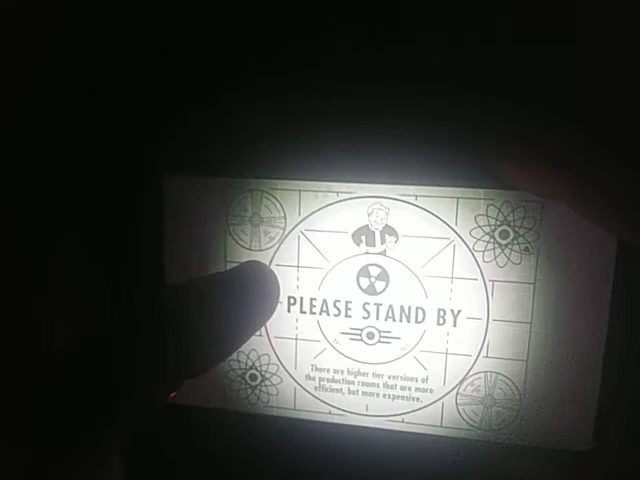 PLEASE STAND BY
There are higher tier versions of
the production rooms that are more
efficient, but more expensive.